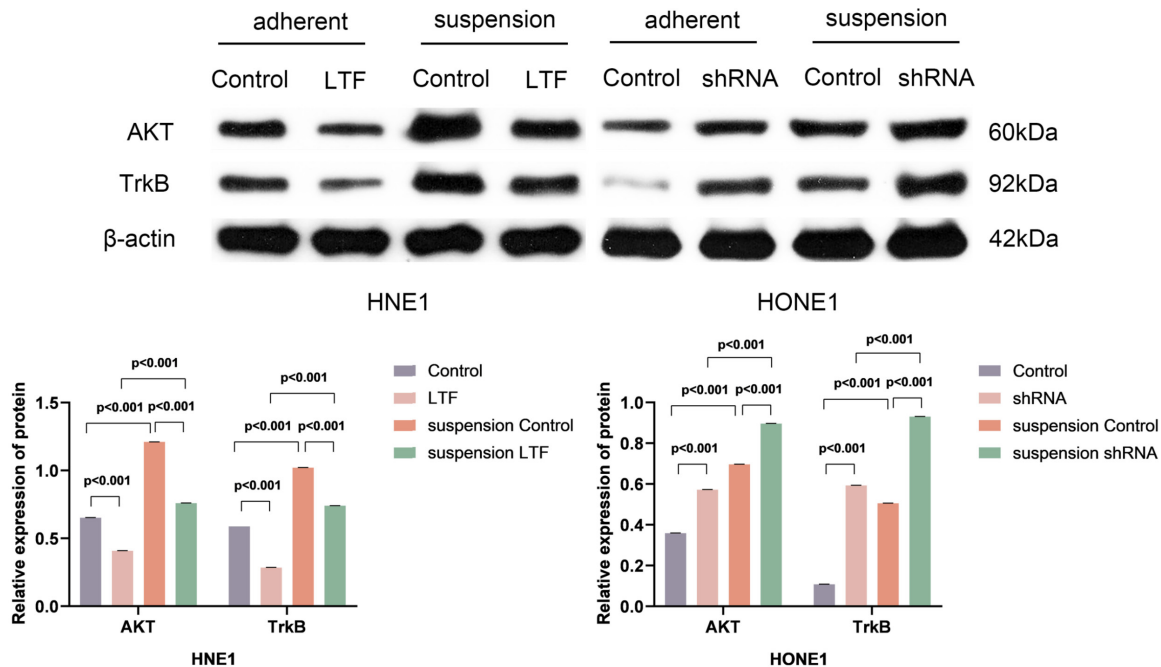 adherent suspension adherent suspension
Control LTF Control LTF Control shRNA Control shRNA
AKT 60kDa
TrkB 92kDa
β-actin 42kDa
HNE1 HONE1
Relative expression of protein
1.5
1.0
0.5
0.0
p<0.001
p<0.001
p<0.001 p<0.001
p<0.001 p<0.001
p<0.001
p<0.001
AKT TrkB
HNE1
Control
LTF
suspension Control
suspension LTF
Relative expression of protein
1.0
0.8
0.6
0.4
0.2
0.0
p<0.001
p<0.001
p<0.001 p<0.001
p<0.001 p<0.001
p<0.001
p<0.001
AKT TrkB
HONE1
Control
shRNA
suspension Control
suspension shRNA